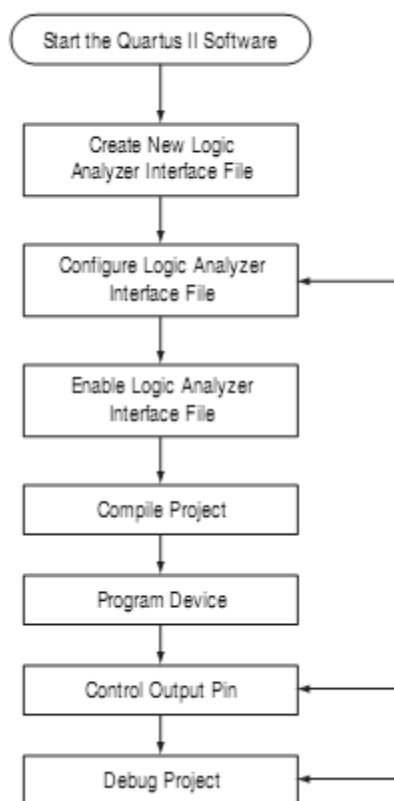 Start the Quartus II Software
Create New Logic
Analyzer Interface File
Configure Logic Analyzer
Interface File
Enable Logic Analyzer
Interface File
Compile Project
Program Device
Control Output Pin
Debug Project